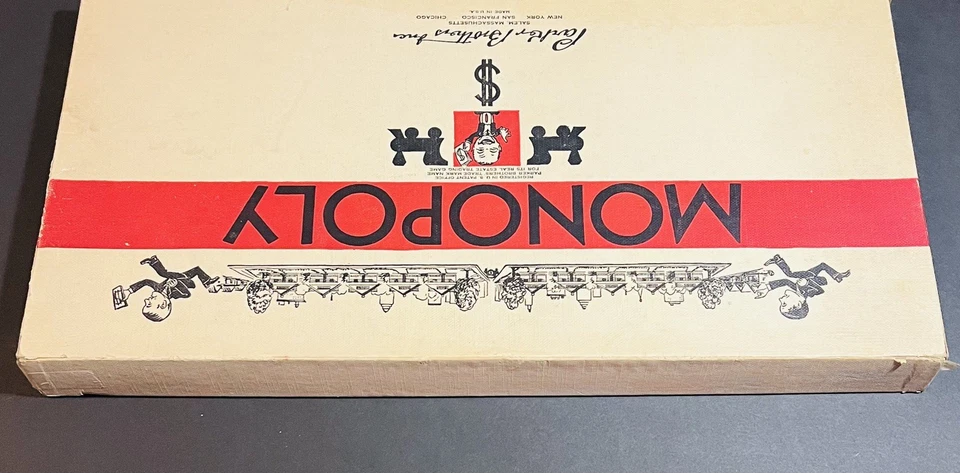 MONOPOLY
REGISTERED IN U.S. PATENT OFFICE
PARKER BROTHERS' TRADE MARK NAME
FOR ITS REAL ESTATE TRADING GAME
$
Parker Brothers Inc
SALEM, MASSACHUSETTS
NEW YORK SAN FRANCISCO CHICAGO
MADE IN U.S.A.